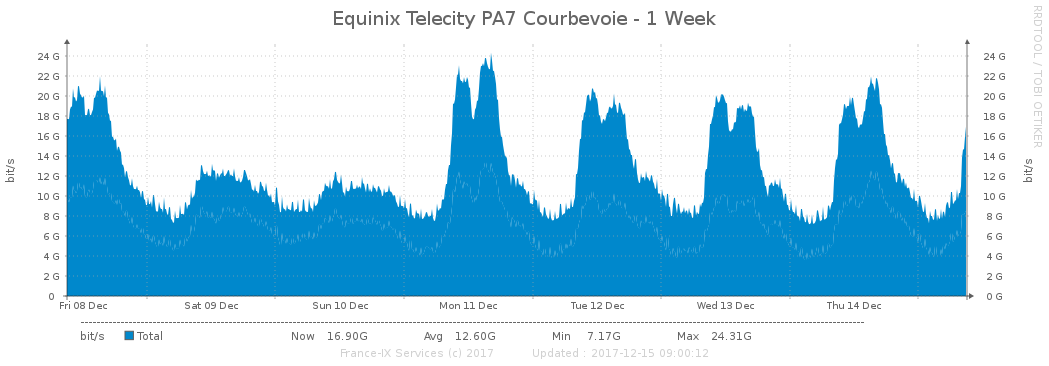 Equinix Telecity PA7 Courbevoie - 1 Week
RRDTOOL / TOBI OETIKER
24 G 24 G
22 G 22 G
20 G 20 G
18 G 18 G
16 G 16 G
14 G 14 G
12 G 12 G
10 G 10 G
8 G 8 G
6 G 6 G
4 G 4 G
2 G 2 G
0 0 G
bit/s
bit/s
Fri 08 Dec Sat 09 Dec Sun 10 Dec Mon 11 Dec Tue 12 Dec Wed 13 Dec Thu 14 Dec
bit/s Total Now 16.90G Avg 12.60G Min 7.17G Max 24.31G
France-IX Services (c) 2017 Updated : 2017-12-15 09:00:12